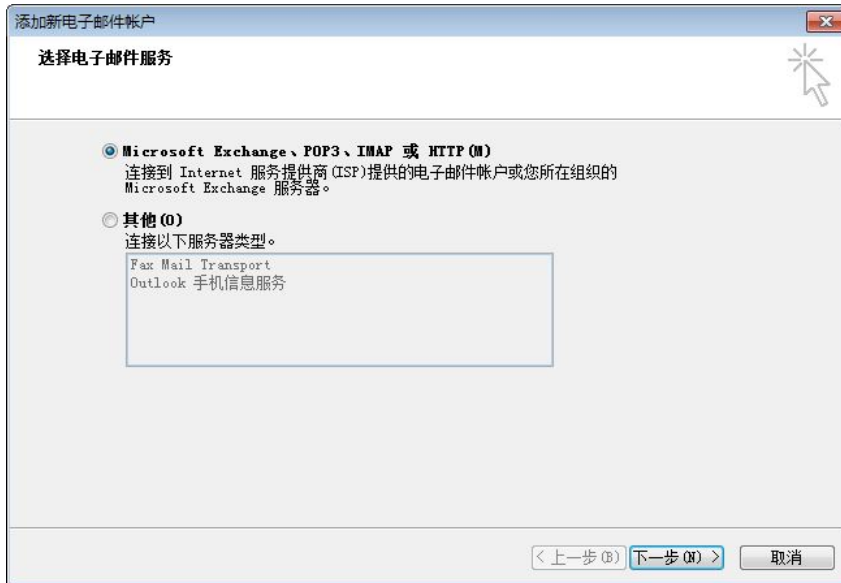 添加新电子邮件帐户
选择电子邮件服务
Microsoft Exchange、POP3、IMAP 或 HTTP(M)
连接到 Internet 服务提供商(ISP)提供的电子邮件帐户或您所在组织的
Microsoft Exchange 服务器。
其他(O)
连接以下服务器类型。
Fax Mail Transport
Outlook 手机信息服务
< 上一步(B) 下一步(N) > 取消